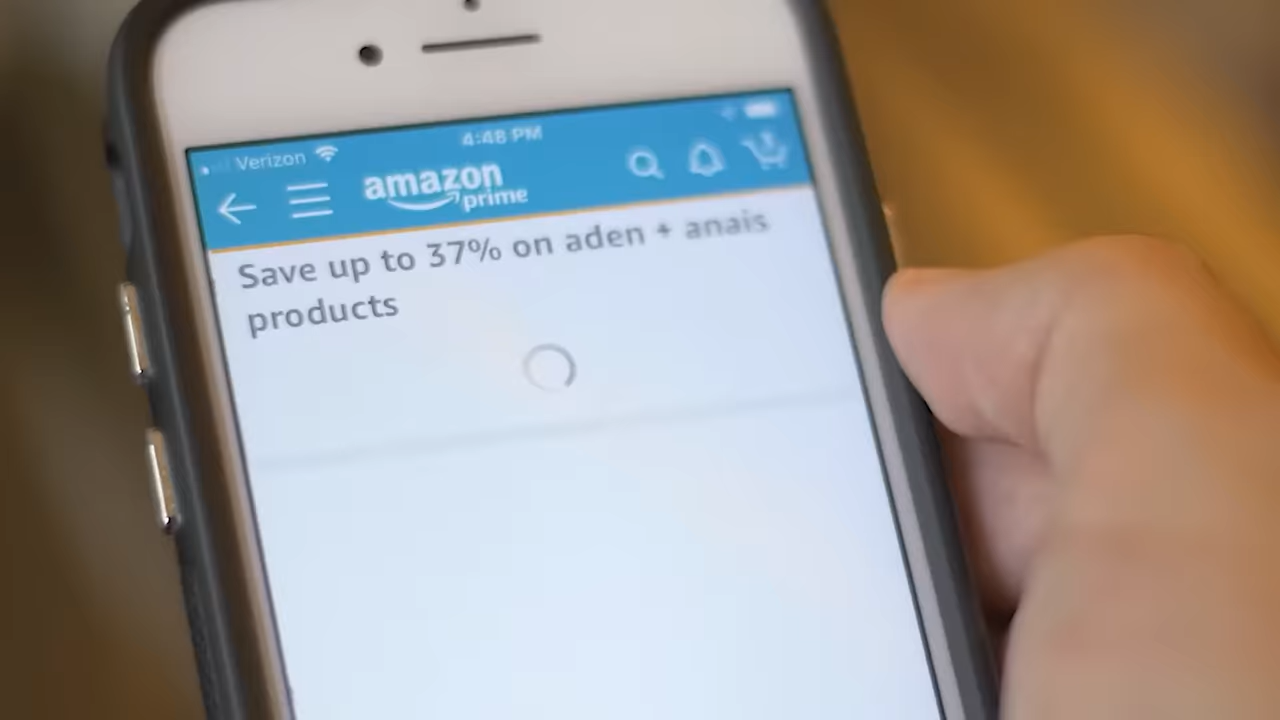 4:48 PM
Verizon
amazon
prime
Save up to 37% on aden + anais
products